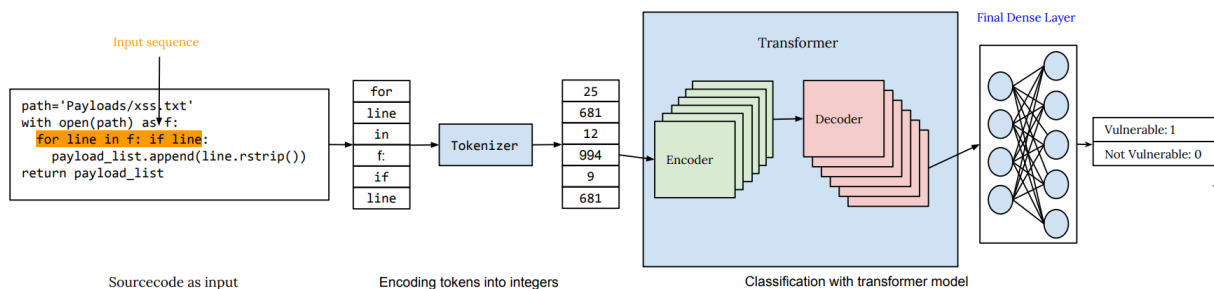 Input sequence
path='Payloads/xss.txt'
with open(path) as f:
for line in f: if line:
payload_list.append(line.rstrip())
return payload_list
for
line
in
f:
if
line
Tokenizer
25
681
12
994
9
681
Transformer
Encoder
Decoder
Final Dense Layer
Vulnerable: 1
Not Vulnerable: 0
Sourcecode as input
Encoding tokens into integers
Classification with transformer model